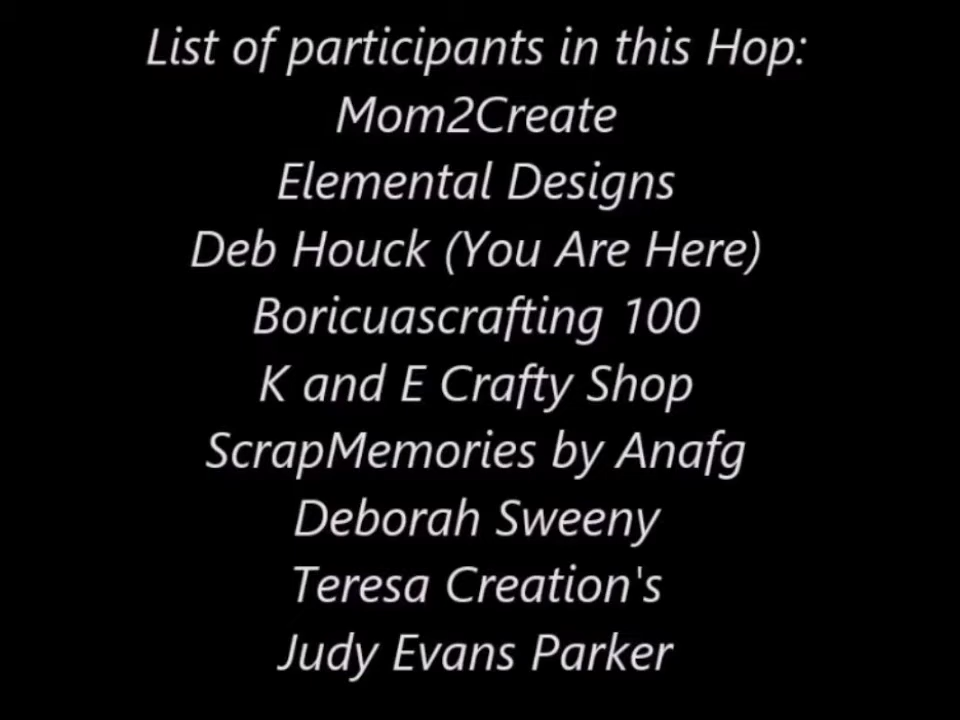 List of participants in this Hop:
Mom2Create
Elemental Designs
Deb Houck (You Are Here)
Boricuascrafting 100
K and E Crafty Shop
ScrapMemories by Anafg
Deborah Sweeny
Teresa Creation's
Judy Evans Parker